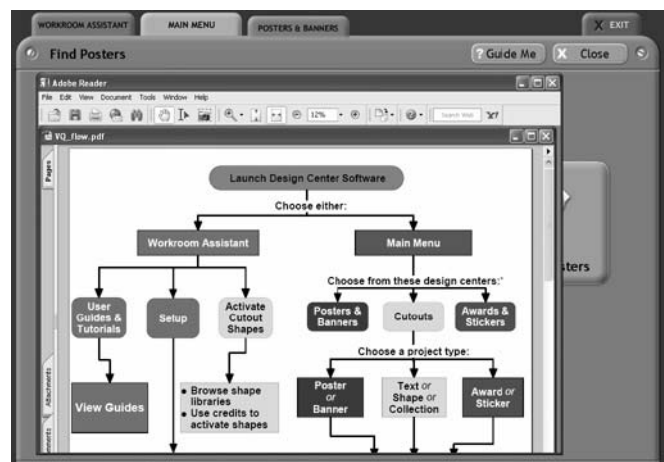 WORKROOM ASSISTANT
MAIN MENU
POSTERS & BANNERS
X EXIT
Find Posters
? Guide Me
X Close
Adobe Reader
File Edit View Document Tools Window Help
12%
Search Web
VQ_flow.pdf
Pages
Launch Design Center Software
Choose either:
Workroom Assistant
Main Menu
Choose from these design centers:*
User
Guides &
Tutorials
Setup
Activate
Cutout
Shapes
Posters &
Banners
Cutouts
Awards &
Stickers
Choose a project type:
View Guides
• Browse shape
libraries
• Use credits to
activate shapes
Poster
or
Banner
Text or
Shape or
Collection
Award or
Sticker
Attachments
sters